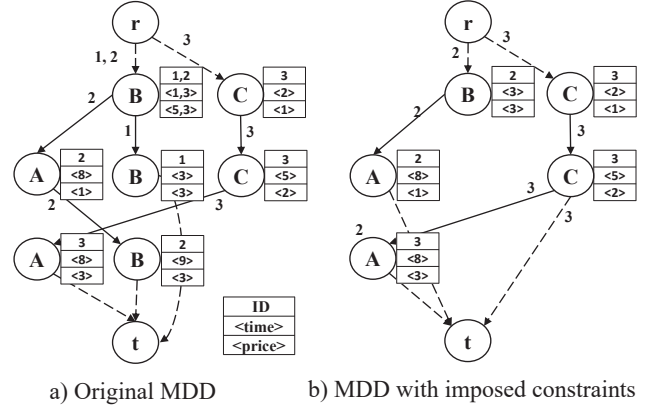 r
r
1, 2
3
2
3
B
1,2
<1,3>
<5,3>
C
3
<2>
<1>
B
2
<3>
<3>
C
3
<2>
<1>
2
1
3
2
3
A
2
<8>
<1>
B
1
<3>
<3>
C
3
<5>
<2>
A
2
<8>
<1>
C
3
<5>
<2>
2
3
3
3
2
A
3
<8>
<3>
B
2
<9>
<3>
A
3
<8>
<3>
ID
<time>
<price>
t
t
a) Original MDD
b) MDD with imposed constraints